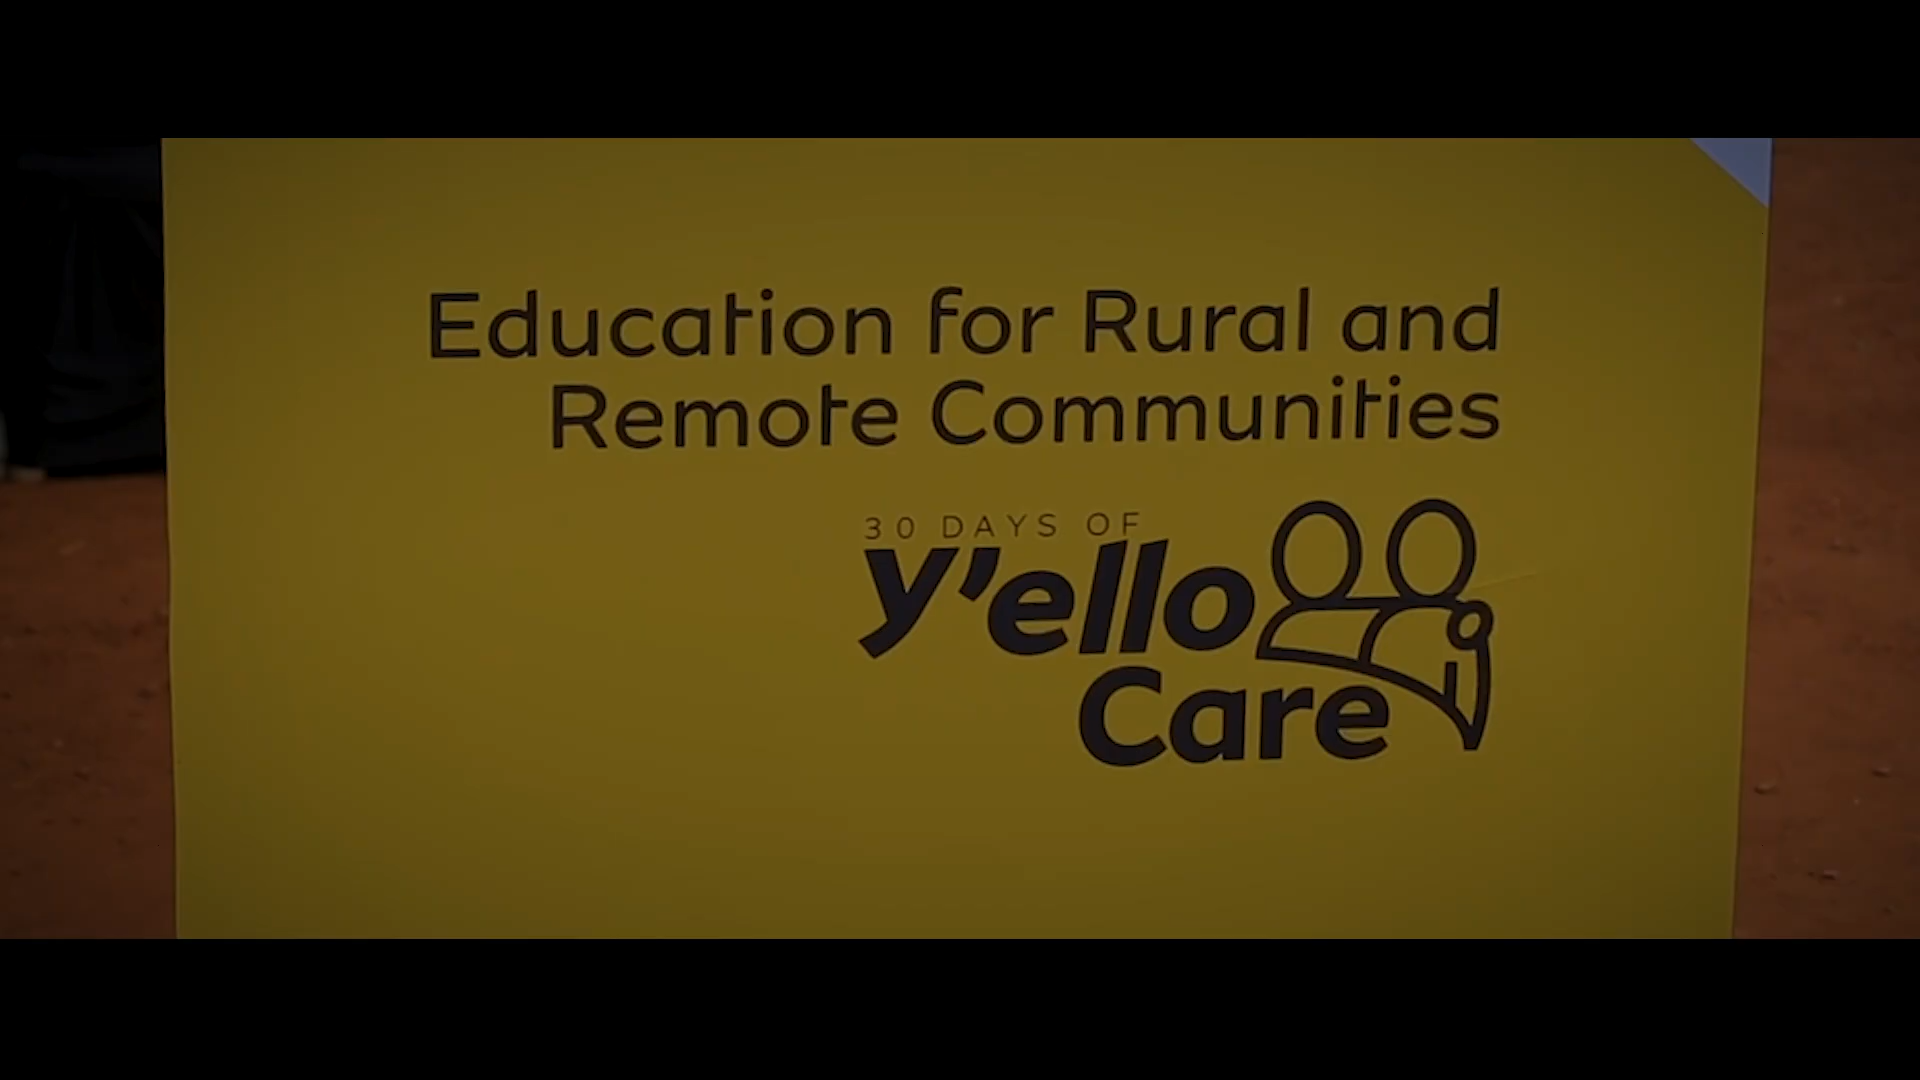 Education for Rural and
Remote Communities
30 DAYS OF
y'ello
Care